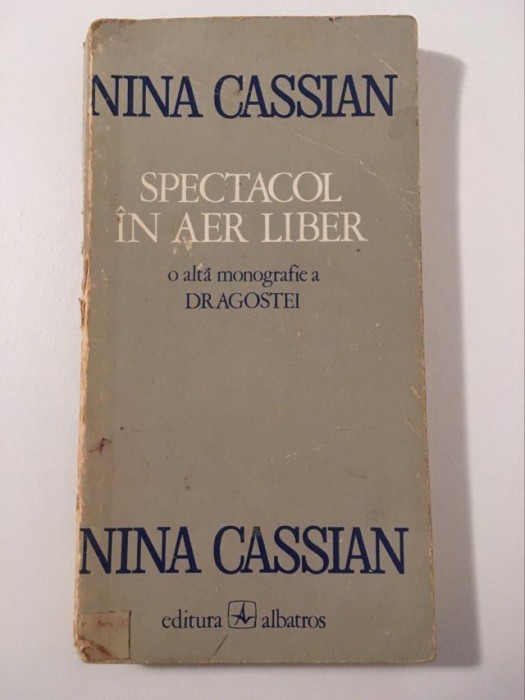 NINA CASSIAN
SPECTACOL
ÎN AER LIBER
o altă monografie a
DRAGOSTEI
NINA CASSIAN
editura albatros